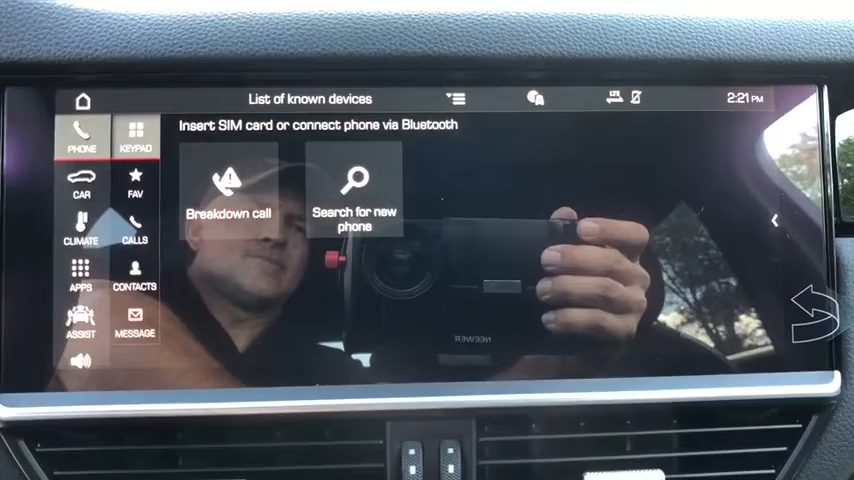 List of known devices
LTE
2:21 PM
PHONE
KEYPAD
Insert SIM card or connect phone via Bluetooth
CAR
FAV
Breakdown call
Search for new
phone
CLIMATE
CALLS
APPS
CONTACTS
ASSIST
MESSAGE
NEEWER